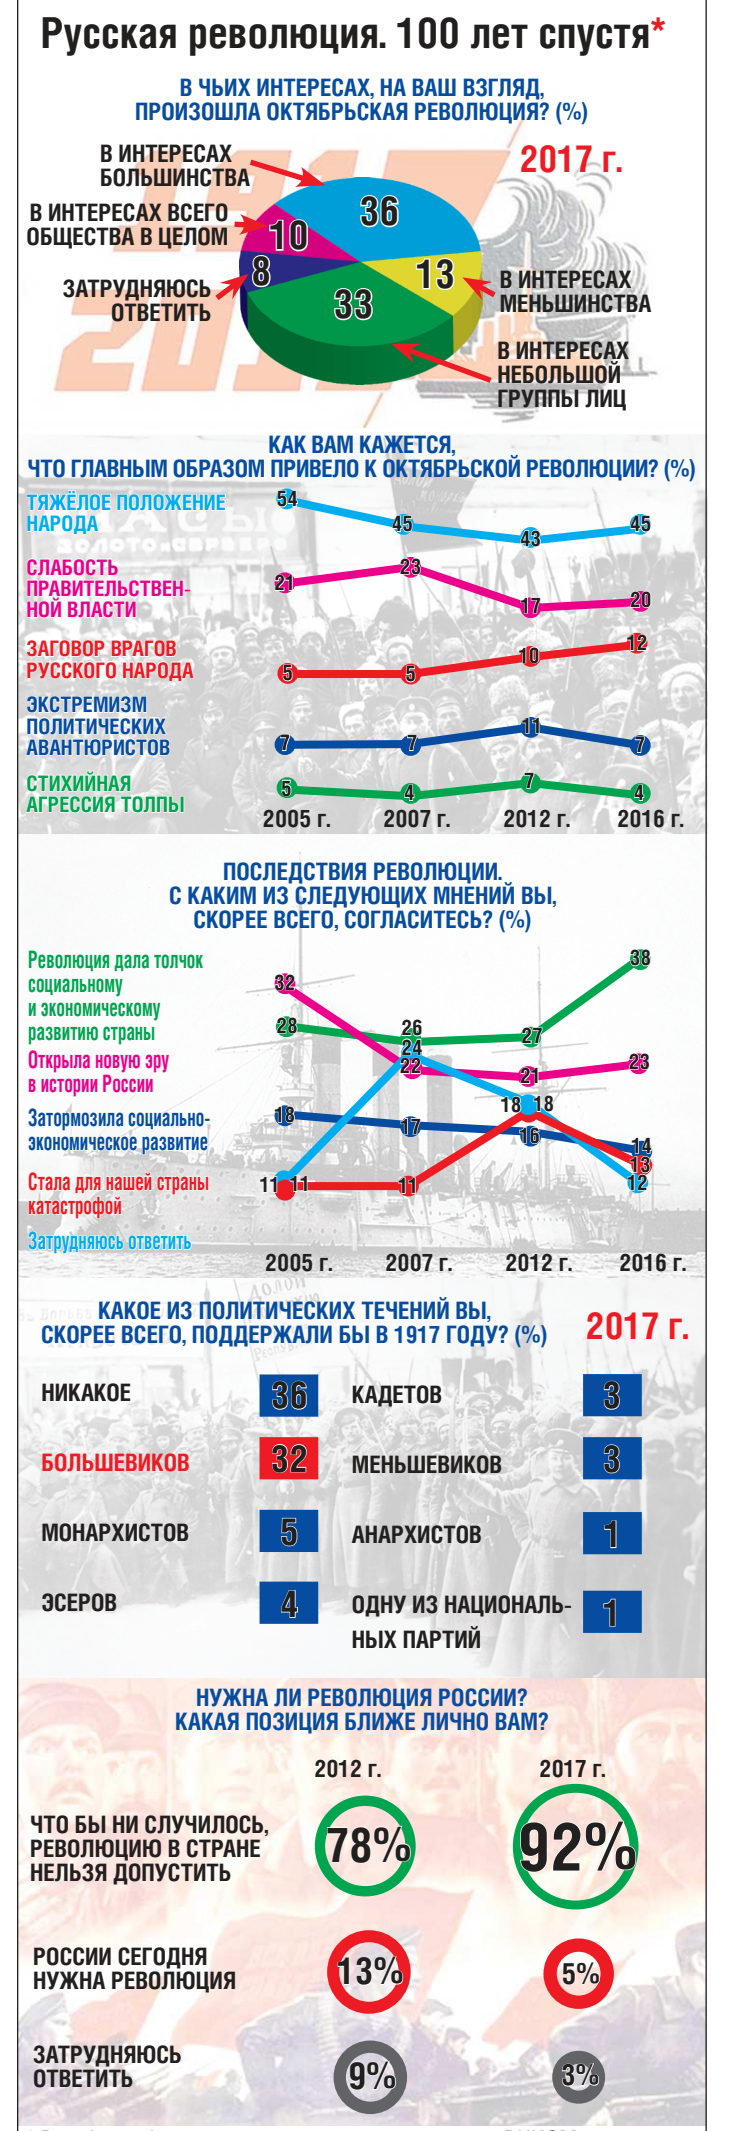 Русская революция. 100 лет спустя*
В ЧЬИХ ИНТЕРЕСАХ, НА ВАШ ВЗГЛЯД,
ПРОИЗОШЛА ОКТЯБРЬСКАЯ РЕВОЛЮЦИЯ? (%)
2017 г.
1917
2017
В ИНТЕРЕСАХ
БОЛЬШИНСТВА
36
В ИНТЕРЕСАХ ВСЕГО
ОБЩЕСТВА В ЦЕЛОМ
10
ЗАТРУДНЯЮСЬ
ОТВЕТИТЬ
8
13
В ИНТЕРЕСАХ
МЕНЬШИНСТВА
33
В ИНТЕРЕСАХ
НЕБОЛЬШОЙ
ГРУППЫ ЛИЦ
КАК ВАМ КАЖЕТСЯ,
ЧТО ГЛАВНЫМ ОБРАЗОМ ПРИВЕЛО К ОКТЯБРЬСКОЙ РЕВОЛЮЦИИ? (%)
ТЯЖЁЛОЕ ПОЛОЖЕНИЕ
НАРОДА
54 45 43 45
СЛАБОСТЬ
ПРАВИТЕЛЬСТВЕН-
НОЙ ВЛАСТИ
21 23 17 20
ЗАГОВОР ВРАГОВ
РУССКОГО НАРОДА
5 5 10 12
ЭКСТРЕМИЗМ
ПОЛИТИЧЕСКИХ
АВАНТЮРИСТОВ
7 7 11 7
СТИХИЙНАЯ
АГРЕССИЯ ТОЛПЫ
5 4 7 4
2005 г. 2007 г. 2012 г. 2016 г.
ПОСЛЕДСТВИЯ РЕВОЛЮЦИИ.
С КАКИМ ИЗ СЛЕДУЮЩИХ МНЕНИЙ ВЫ,
СКОРЕЕ ВСЕГО, СОГЛАСИТЕСЬ? (%)
Революция дала толчок
социальному
и экономическому
развитию страны
28 26 27 38
Открыла новую эру
в истории России
32 22 21 23
Затормозила социально-
экономическое развитие
18 17 16 14
Стала для нашей страны
катастрофой
11 11 18 13
Затрудняюсь ответить
11 24 18 12
2005 г. 2007 г. 2012 г. 2016 г.
КАКОЕ ИЗ ПОЛИТИЧЕСКИХ ТЕЧЕНИЙ ВЫ,
СКОРЕЕ ВСЕГО, ПОДДЕРЖАЛИ БЫ В 1917 ГОДУ? (%)
2017 г.
НИКАКОЕ 36
КАДЕТОВ 3
БОЛЬШЕВИКОВ 32
МЕНЬШЕВИКОВ 3
МОНАРХИСТОВ 5
АНАРХИСТОВ 1
ЭСЕРОВ 4
ОДНУ ИЗ НАЦИОНАЛЬ-
НЫХ ПАРТИЙ 1
НУЖНА ЛИ РЕВОЛЮЦИЯ РОССИИ?
КАКАЯ ПОЗИЦИЯ БЛИЖЕ ЛИЧНО ВАМ?
2012 г. 2017 г.
ЧТО БЫ НИ СЛУЧИЛОСЬ,
РЕВОЛЮЦИЮ В СТРАНЕ
НЕЛЬЗЯ ДОПУСТИТЬ
78% 92%
РОССИИ СЕГОДНЯ
НУЖНА РЕВОЛЮЦИЯ
13% 5%
ЗАТРУДНЯЮСЬ
ОТВЕТИТЬ
9% 3%